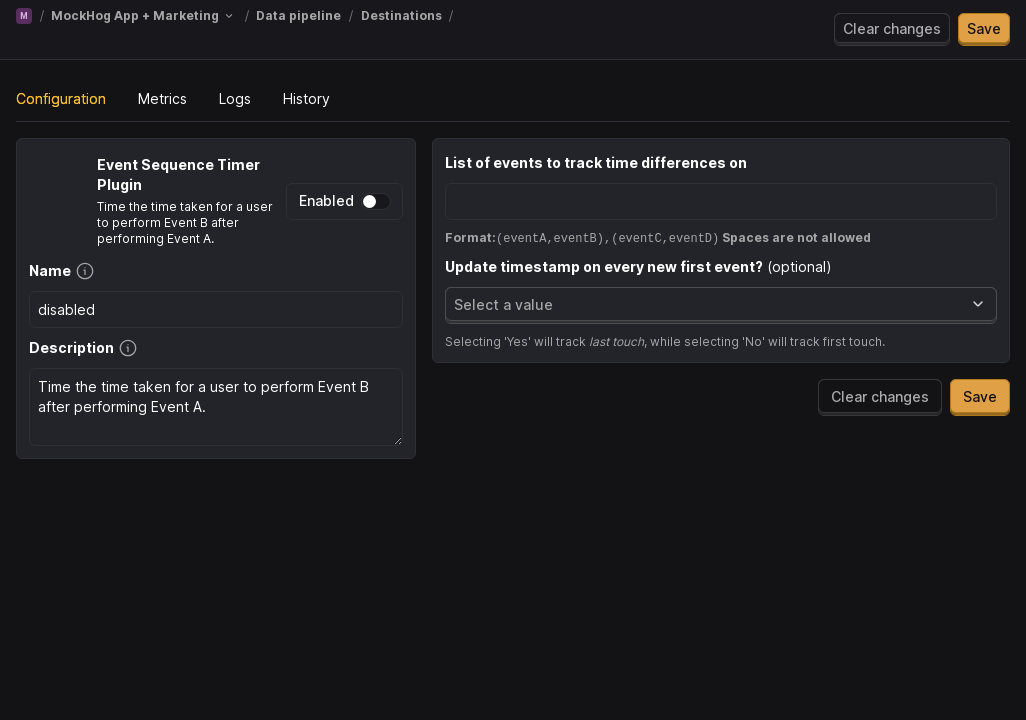 M / MockHog App + Marketing / Data pipeline / Destinations /
Clear changes Save
Configuration Metrics Logs History
Event Sequence Timer
Plugin
Time the time taken for a user
to perform Event B after
performing Event A.
Enabled
Name
disabled
Description
Time the time taken for a user to perform Event B
after performing Event A.
List of events to track time differences on
Format:(eventA,eventB),(eventC,eventD) Spaces are not allowed
Update timestamp on every new first event? (optional)
Select a value
Selecting 'Yes' will track last touch, while selecting 'No' will track first touch.
Clear changes Save